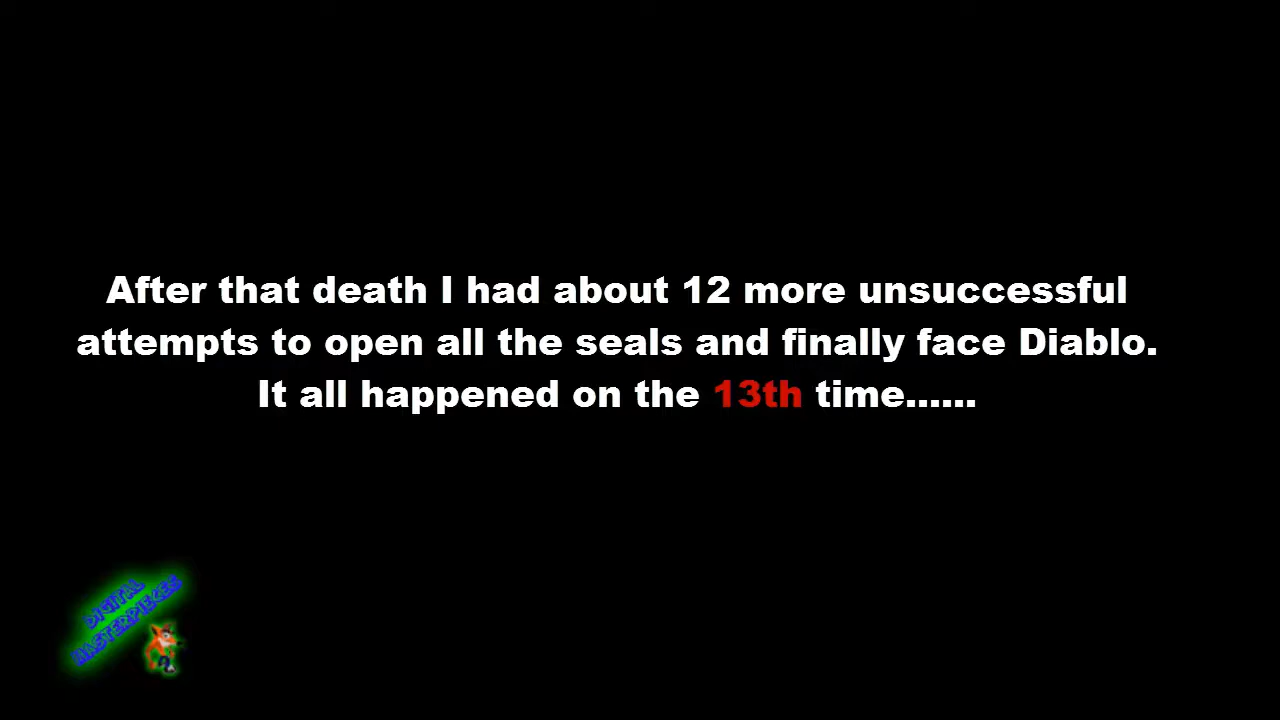 After that death I had about 12 more unsuccessful
attempts to open all the seals and finally face Diablo.
It all happened on the 13th time......
DIGITAL
MASTERPIECES